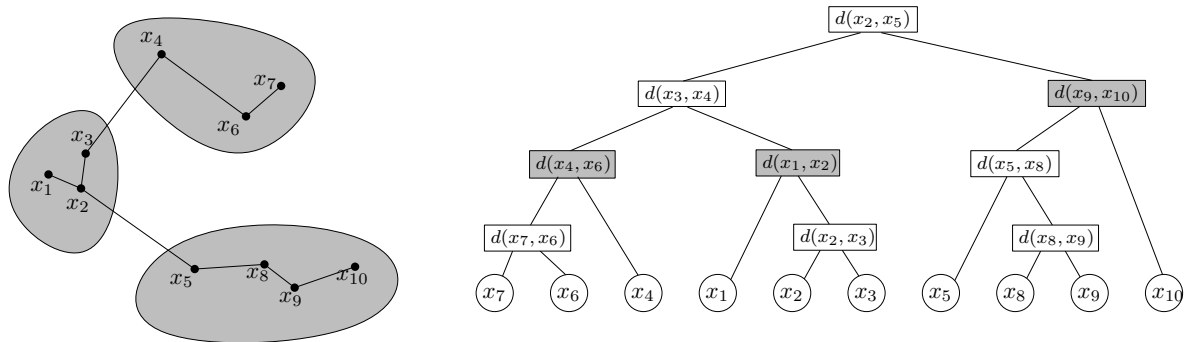 x₄
x₇
x₆
x₃
x₁
x₂
x₅
x₈
x₉
x₁₀
d(x₂, x₅)
d(x₃, x₄) d(x₉, x₁₀)
d(x₄, x₆) d(x₁, x₂) d(x₅, x₈)
d(x₇, x₆) d(x₂, x₃) d(x₈, x₉)
x₇ x₆ x₄ x₁ x₂ x₃ x₅ x₈ x₉ x₁₀